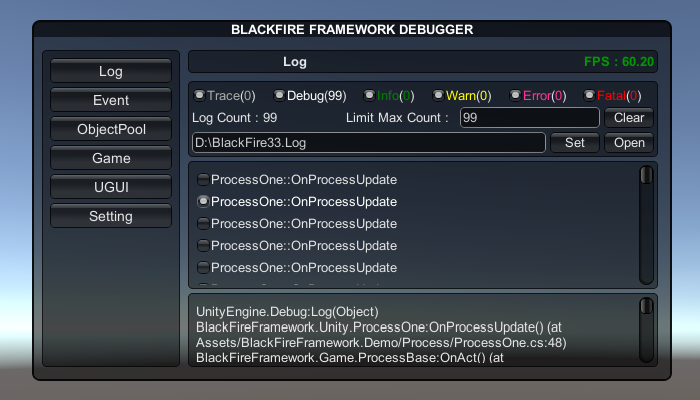 BLACKFIRE FRAMEWORK DEBUGGER
Log
Event
ObjectPool
Game
UGUI
Setting
Log FPS : 60.20
Trace(0) Debug(99) Info(0) Warn(0) Error(0) Fatal(0)
Log Count : 99 Limit Max Count : 99 Clear
D:\BlackFire33.Log Set Open
ProcessOne::OnProcessUpdate
ProcessOne::OnProcessUpdate
ProcessOne::OnProcessUpdate
ProcessOne::OnProcessUpdate
ProcessOne::OnProcessUpdate
UnityEngine.Debug:Log(Object)
BlackFireFramework.Unity.ProcessOne:OnProcessUpdate() (at
Assets/BlackFireFramework.Demo/Process/ProcessOne.cs:48)
BlackFireFramework.Game.ProcessBase:OnAct() (at